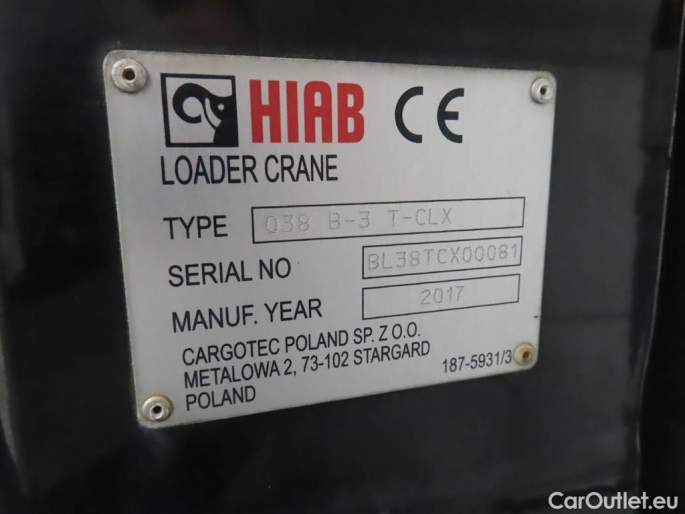 HIAB CE
LOADER CRANE
TYPE 038 B-3 T-CLX
SERIAL NO BL38TCX00081
MANUF. YEAR 2017
CARGOTEC POLAND SP. Z O.O.
METALOWA 2, 73-102 STARGARD
POLAND
187-5931/3
CarOutlet.eu